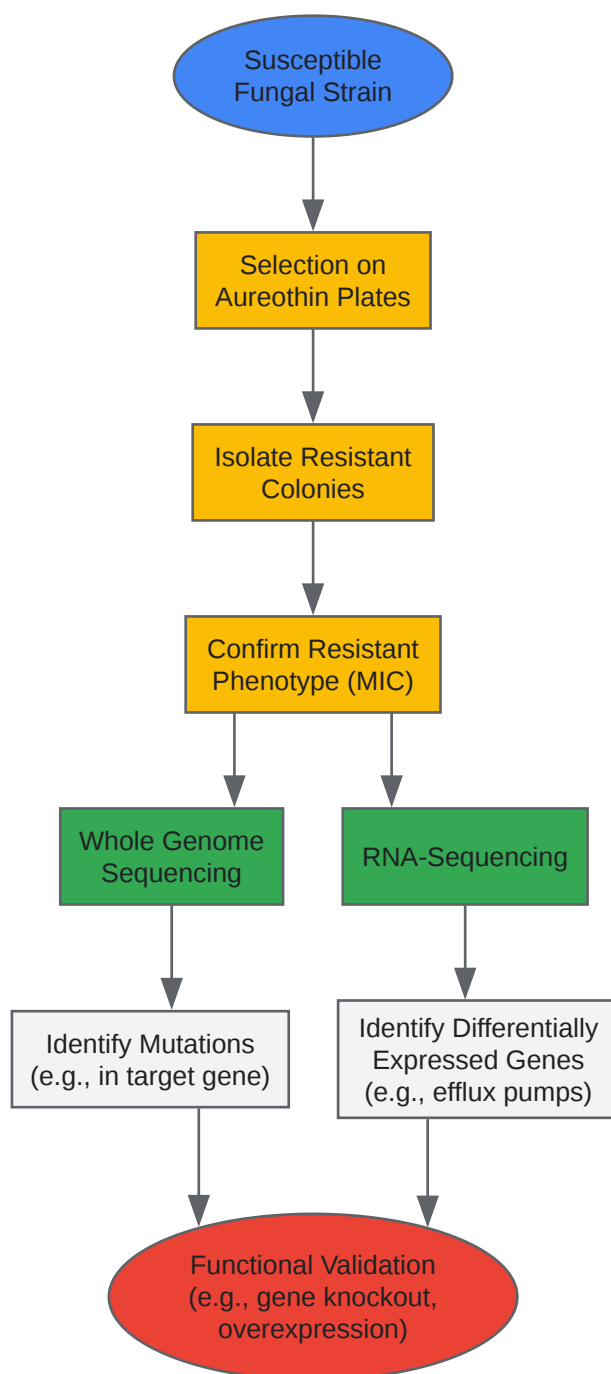 Susceptible
Fungal Strain
Selection on
Aureothin Plates
Isolate Resistant
Colonies
Confirm Resistant
Phenotype (MIC)
Whole Genome
Sequencing
RNA-Sequencing
Identify Mutations
(e.g., in target gene)
Identify Differentially
Expressed Genes
(e.g., efflux pumps)
Functional Validation
(e.g., gene knockout,
overexpression)